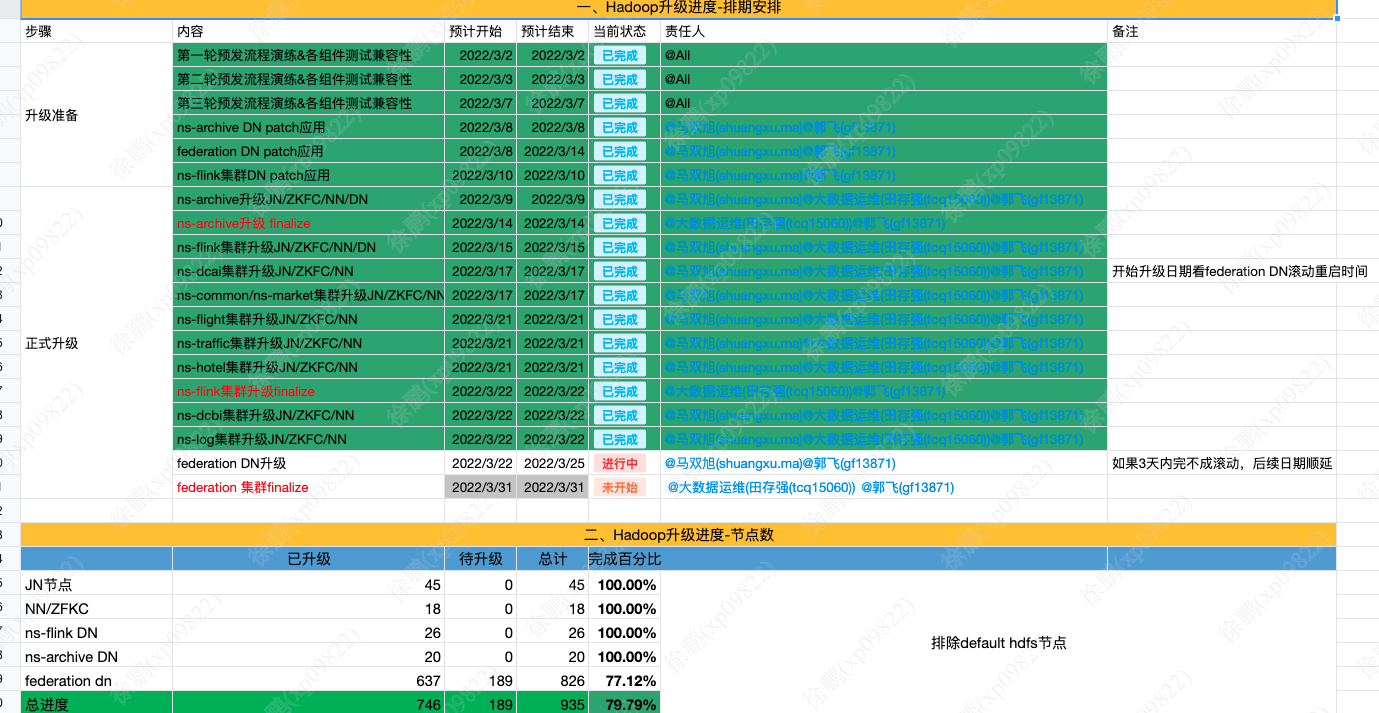 一、Hadoop升级进度-排期安排
步骤 内容 预计开始 预计结束 当前状态 责任人 备注
第一轮预发流程演练&各组件测试兼容性 2022/3/2 2022/3/2 已完成 @All
第二轮预发流程演练&各组件测试兼容性 2022/3/3 2022/3/3 已完成 @All
第三轮预发流程演练&各组件测试兼容性 2022/3/7 2022/3/7 已完成 @All
升级准备
ns-archive DN patch应用 2022/3/8 2022/3/8 已完成 @马双旭(shuangxu.ma)@郭飞(gf13871)
federation DN patch应用 2022/3/8 2022/3/14 已完成 @马双旭(shuangxu.ma)@郭飞(gf13871)
ns-flink集群DN patch应用 2022/3/10 2022/3/10 已完成 @马双旭(shuangxu.ma)@郭飞(gf13871)
ns-archive升级JN/ZKFC/NN/DN 2022/3/9 2022/3/9 已完成 @马双旭(shuangxu.ma)@大数据运维(田存强(tcq15060))@郭飞(gf13871)
ns-archive升级 finalize 2022/3/14 2022/3/14 已完成 @大数据运维(田存强(tcq15060))@郭飞(gf13871)
ns-flink集群升级JN/ZKFC/NN/DN 2022/3/15 2022/3/15 已完成 @马双旭(shuangxu.ma)@大数据运维(田存强(tcq15060))@郭飞(gf13871)
ns-dcai集群升级JN/ZKFC/NN 2022/3/17 2022/3/17 已完成 @马双旭(shuangxu.ma)@大数据运维(田存强(tcq15060))@郭飞(gf13871) 开始升级日期看federation DN滚动重启时间
ns-common/ns-market集群升级JN/ZKFC/NN 2022/3/17 2022/3/17 已完成 @马双旭(shuangxu.ma)@大数据运维(田存强(tcq15060))@郭飞(gf13871)
ns-flight集群升级JN/ZKFC/NN 2022/3/21 2022/3/21 已完成 @马双旭(shuangxu.ma)@大数据运维(田存强(tcq15060))@郭飞(gf13871)
正式升级 ns-traffic集群升级JN/ZKFC/NN 2022/3/21 2022/3/21 已完成 @马双旭(shuangxu.ma)@大数据运维(田存强(tcq15060))@郭飞(gf13871)
ns-hotel集群升级JN/ZKFC/NN 2022/3/21 2022/3/21 已完成 @马双旭(shuangxu.ma)@大数据运维(田存强(tcq15060))@郭飞(gf13871)
ns-flink集群升级finalize 2022/3/22 2022/3/22 已完成 @大数据运维(田存强(tcq15060))@郭飞(gf13871)
ns-dcbi集群升级JN/ZKFC/NN 2022/3/22 2022/3/22 已完成 @马双旭(shuangxu.ma)@大数据运维(田存强(tcq15060))@郭飞(gf13871)
ns-log集群升级JN/ZKFC/NN 2022/3/22 2022/3/22 已完成 @马双旭(shuangxu.ma)@大数据运维(田存强(tcq15060))@郭飞(gf13871)
federation DN升级 2022/3/22 2022/3/25 进行中 @马双旭(shuangxu.ma)@郭飞(gf13871) 如果3天内完不成滚动，后续日期顺延
federation 集群finalize 2022/3/31 2022/3/31 未开始 @大数据运维(田存强(tcq15060)) @郭飞(gf13871)
二、Hadoop升级进度-节点数
已升级 待升级 总计 完成百分比
JN节点 45 0 45 100.00%
NN/ZFKC 18 0 18 100.00%
ns-flink DN 26 0 26 100.00%
排除default hdfs节点
ns-archive DN 20 0 20 100.00%
federation dn 637 189 826 77.12%
总进度 746 189 935 79.79%
徐鹏(xp09822)